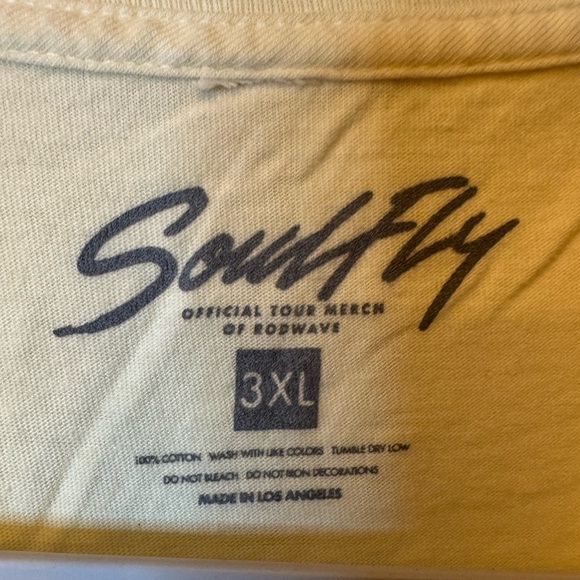 SoulFly
OFFICIAL TOUR MERCH
OF RODWAVE
3XL
100% COTTON WASH WITH LIKE COLORS TUMBLE DRY LOW
DO NOT BLEACH DO NOT IRON DECORATIONS
MADE IN LOS ANGELES